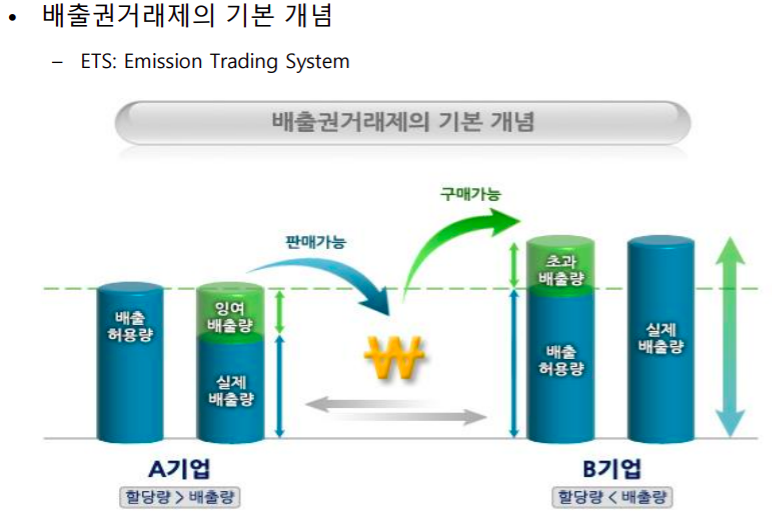 • 배출권거래제의 기본 개념
– ETS: Emission Trading System
배출권거래제의 기본 개념
구매가능
판매가능
배출
허용량
잉여
배출량
실제
배출량
₩
초과
배출량
배출
허용량
실제
배출량
A기업
할당량 > 배출량
B기업
할당량 < 배출량